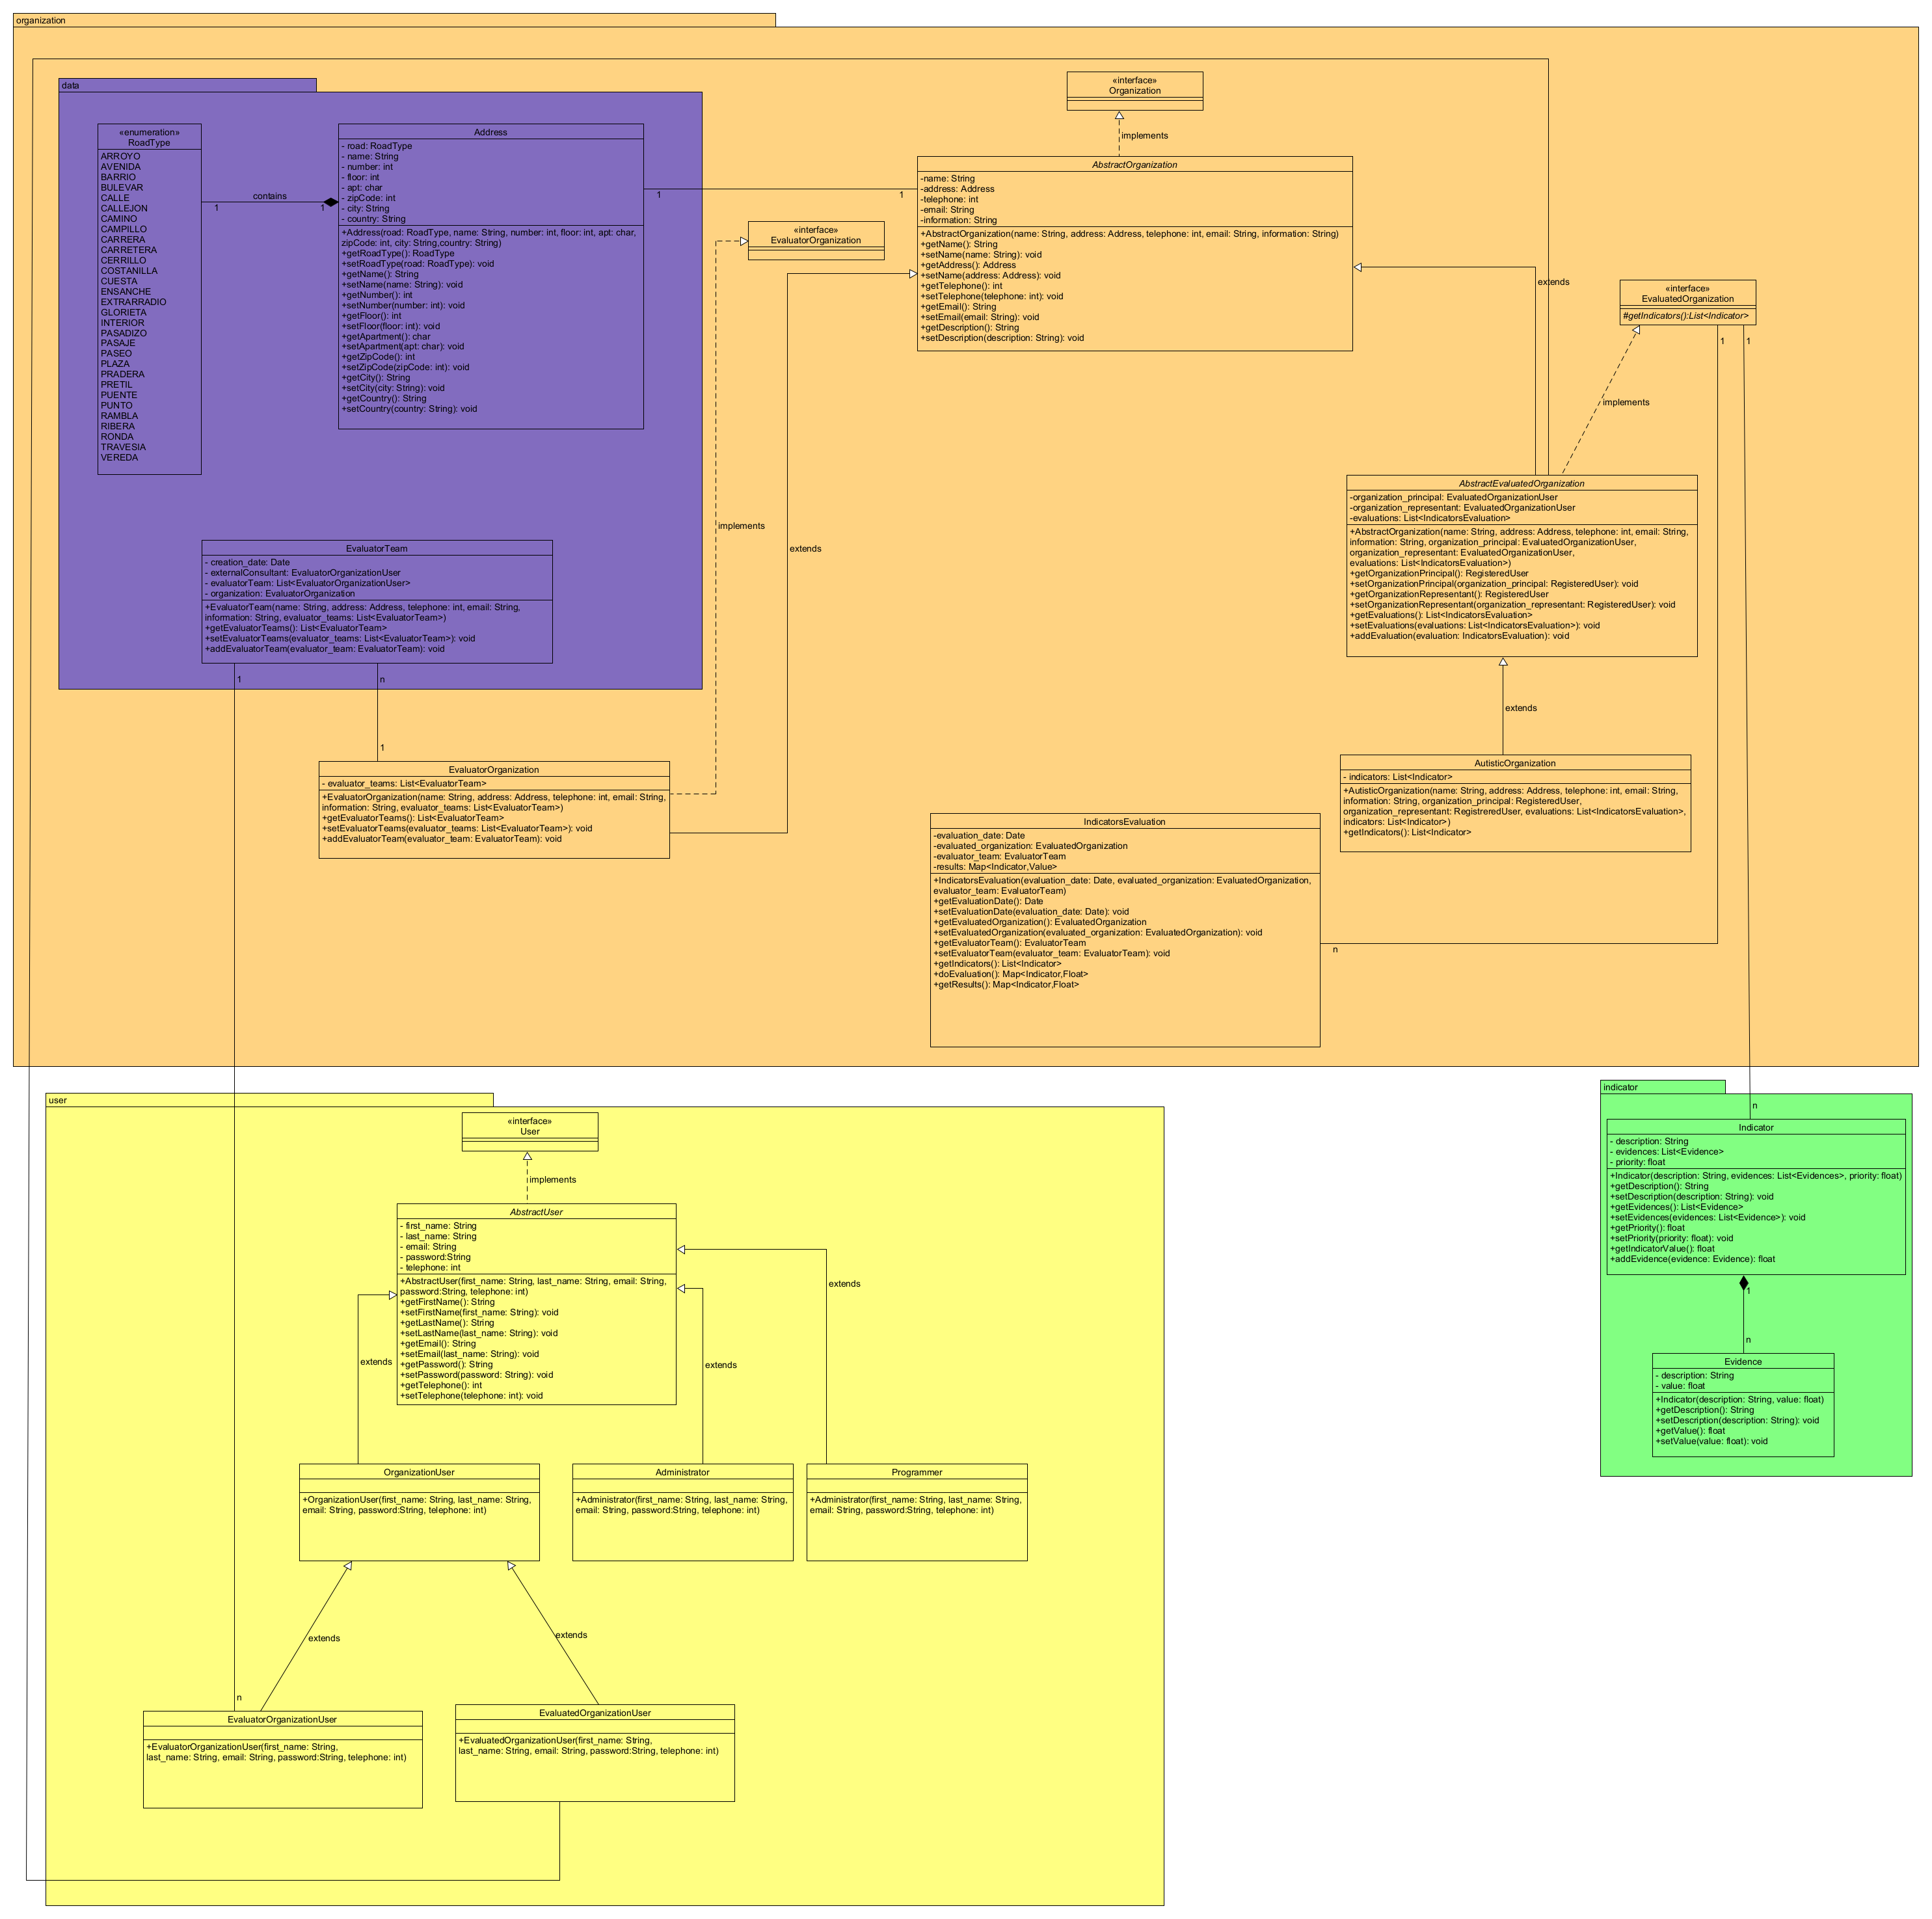 organization
data
«enumeration»
RoadType
ARROYO
AVENIDA
BARRIO
BULEVAR
CALLE
CALLEJON
CAMINO
CAMPILLO
CARRERA
CARRETERA
CERRILLO
COSTANILLA
CUESTA
ENSANCHE
EXTRARRADIO
GLORIETA
INTERIOR
PASADIZO
PASAJE
PASEO
PLAZA
PRADERA
PRETIL
PUENTE
PUNTO
RAMBLA
RIBERA
RONDA
TRAVESIA
VEREDA
contains
1
1
Address
- road: RoadType
- name: String
- number: int
- floor: int
- apt: char
- zipCode: int
- city: String
- country: String
+Address(road: RoadType, name: String, number: int, floor: int, apt: char,
zipCode: int, city: String,country: String)
+getRoadType(): RoadType
+setRoadType(road: RoadType): void
+getName(): String
+setName(name: String): void
+getNumber(): int
+setNumber(number: int): void
+getFloor(): int
+setFloor(floor: int): void
+getApartment(): char
+setApartment(apt: char): void
+getZipCode(): int
+setZipCode(zipCode: int): void
+getCity(): String
+setCity(city: String): void
+getCountry(): String
+setCountry(country: String): void
1
1
«interface»
Organization
implements
AbstractOrganization
-name: String
-address: Address
-telephone: int
-email: String
-information: String
+AbstractOrganization(name: String, address: Address, telephone: int, email: String, information: String)
+getName(): String
+setName(name: String): void
+getAddress(): Address
+setName(address: Address): void
+getTelephone(): int
+setTelephone(telephone: int): void
+getEmail(): String
+setEmail(email: String): void
+getDescription(): String
+setDescription(description: String): void
«interface»
EvaluatorOrganization
implements
extends
extends
«interface»
EvaluatedOrganization
#getIndicators():List<Indicator>
1
1
implements
AbstractEvaluatedOrganization
-organization_principal: EvaluatedOrganizationUser
-organization_representant: EvaluatedOrganizationUser
-evaluations: List<IndicatorsEvaluation>
+AbstractOrganization(name: String, address: Address, telephone: int, email: String,
information: String, organization_principal: EvaluatedOrganizationUser,
organization_representant: EvaluatedOrganizationUser,
evaluations: List<IndicatorsEvaluation>)
+getOrganizationPrincipal(): RegisteredUser
+setOrganizationPrincipal(organization_principal: RegisteredUser): void
+getOrganizationRepresentant(): RegisteredUser
+setOrganizationRepresentant(organization_representant: RegisteredUser): void
+getEvaluations(): List<IndicatorsEvaluation>
+setEvaluations(evaluations: List<IndicatorsEvaluation>): void
+addEvaluation(evaluation: IndicatorsEvaluation): void
extends
EvaluatorTeam
- creation_date: Date
- externalConsultant: EvaluatorOrganizationUser
- evaluatorTeam: List<EvaluatorOrganizationUser>
- organization: EvaluatorOrganization
+EvaluatorTeam(name: String, address: Address, telephone: int, email: String,
information: String, evaluator_teams: List<EvaluatorTeam>)
+getEvaluatorTeams(): List<EvaluatorTeam>
+setEvaluatorTeams(evaluator_teams: List<EvaluatorTeam>): void
+addEvaluatorTeam(evaluator_team: EvaluatorTeam): void
1
n
1
EvaluatorOrganization
- evaluator_teams: List<EvaluatorTeam>
+EvaluatorOrganization(name: String, address: Address, telephone: int, email: String,
information: String, evaluator_teams: List<EvaluatorTeam>)
+getEvaluatorTeams(): List<EvaluatorTeam>
+setEvaluatorTeams(evaluator_teams: List<EvaluatorTeam>): void
+addEvaluatorTeam(evaluator_team: EvaluatorTeam): void
AutisticOrganization
- indicators: List<Indicator>
+AutisticOrganization(name: String, address: Address, telephone: int, email: String,
information: String, organization_principal: RegisteredUser,
organization_representant: RegistreredUser, evaluations: List<IndicatorsEvaluation>,
indicators: List<Indicator>)
+getIndicators(): List<Indicator>
IndicatorsEvaluation
-evaluation_date: Date
-evaluated_organization: EvaluatedOrganization
-evaluator_team: EvaluatorTeam
-results: Map<Indicator,Value>
+IndicatorsEvaluation(evaluation_date: Date, evaluated_organization: EvaluatedOrganization,
evaluator_team: EvaluatorTeam)
+getEvaluationDate(): Date
+setEvaluationDate(evaluation_date: Date): void
+getEvaluatedOrganization(): EvaluatedOrganization
+setEvaluatedOrganization(evaluated_organization: EvaluatedOrganization): void
+getEvaluatorTeam(): EvaluatorTeam
+setEvaluatorTeam(evaluator_team: EvaluatorTeam): void
+getIndicators(): List<Indicator>
+doEvaluation(): Map<Indicator,Float>
+getResults(): Map<Indicator,Float>
n
user
«interface»
User
implements
AbstractUser
- first_name: String
- last_name: String
- email: String
- password:String
- telephone: int
+AbstractUser(first_name: String, last_name: String, email: String,
password:String, telephone: int)
+getFirstName(): String
+setFirstName(first_name: String): void
+getLastName(): String
+setLastName(last_name: String): void
+getEmail(): String
+setEmail(last_name: String): void
+getPassword(): String
+setPassword(password: String): void
+getTelephone(): int
+setTelephone(telephone: int): void
extends
extends
extends
OrganizationUser
+OrganizationUser(first_name: String, last_name: String,
email: String, password:String, telephone: int)
Administrator
+Administrator(first_name: String, last_name: String,
email: String, password:String, telephone: int)
Programmer
+Administrator(first_name: String, last_name: String,
email: String, password:String, telephone: int)
extends
extends
n
EvaluatorOrganizationUser
+EvaluatorOrganizationUser(first_name: String,
last_name: String, email: String, password:String, telephone: int)
EvaluatedOrganizationUser
+EvaluatedOrganizationUser(first_name: String,
last_name: String, email: String, password:String, telephone: int)
indicator
n
Indicator
- description: String
- evidences: List<Evidence>
- priority: float
+Indicator(description: String, evidences: List<Evidences>, priority: float)
+getDescription(): String
+setDescription(description: String): void
+getEvidences(): List<Evidence>
+setEvidences(evidences: List<Evidence>): void
+getPriority(): float
+setPriority(priority: float): void
+getIndicatorValue(): float
+addEvidence(evidence: Evidence): float
1
n
Evidence
- description: String
- value: float
+Indicator(description: String, value: float)
+getDescription(): String
+setDescription(description: String): void
+getValue(): float
+setValue(value: float): void